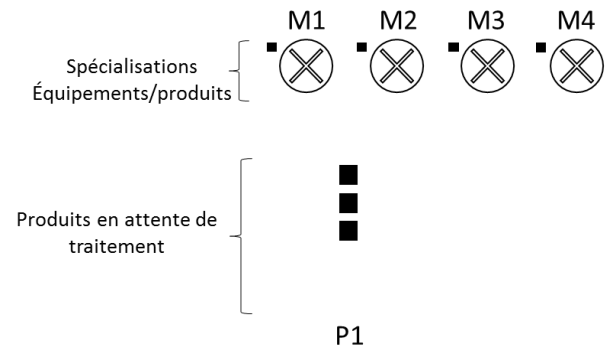 M1 M2 M3 M4
Spécialisations
Équipements/produits
Produits en attente de
traitement
P1